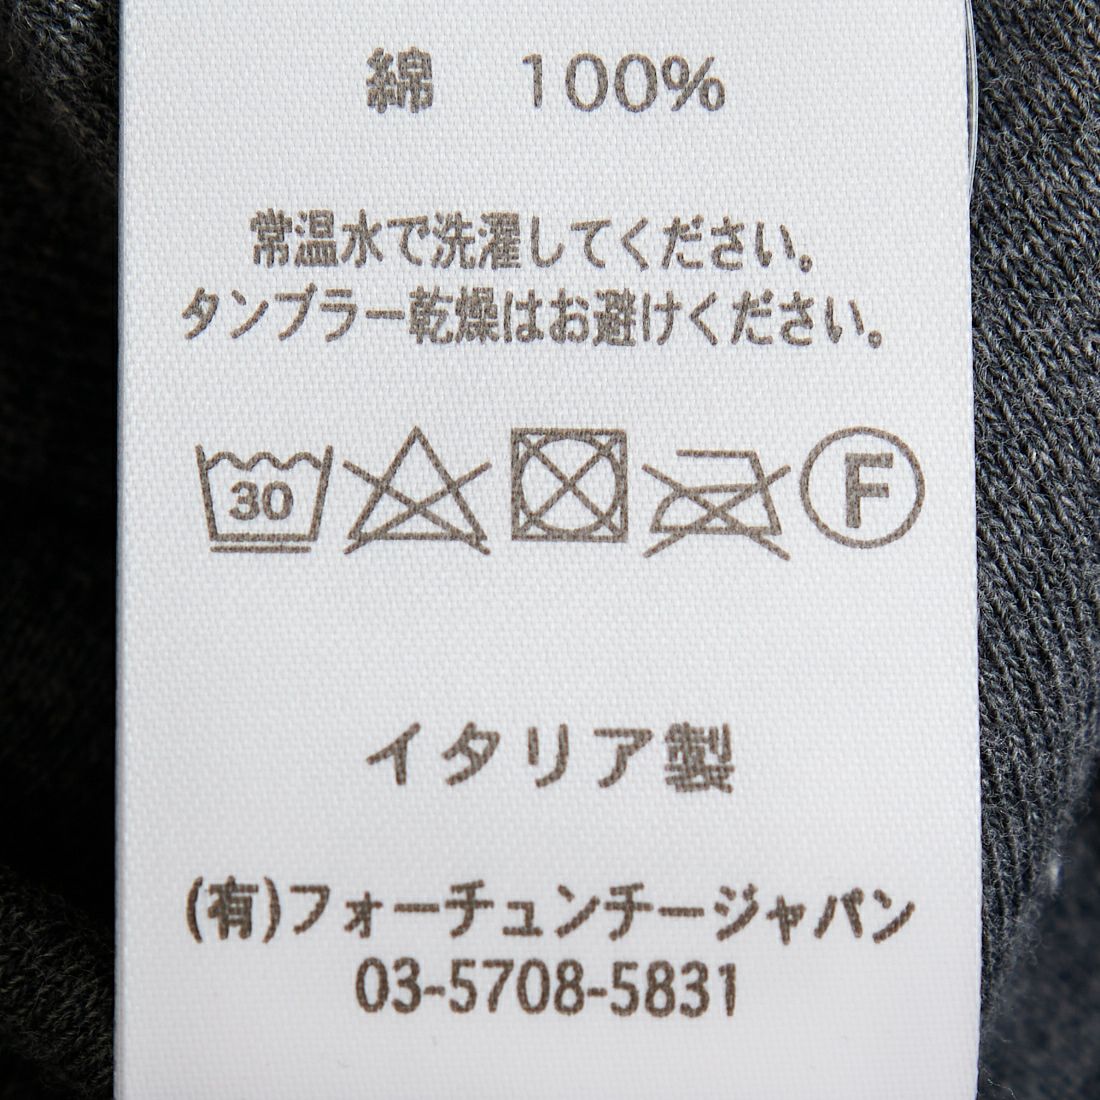 綿 100%
常温水で洗濯してください。
タンブラー乾燥はお避けください。
30 F
イタリア製
(有)フォーチュンチージャパン
03-5708-5831